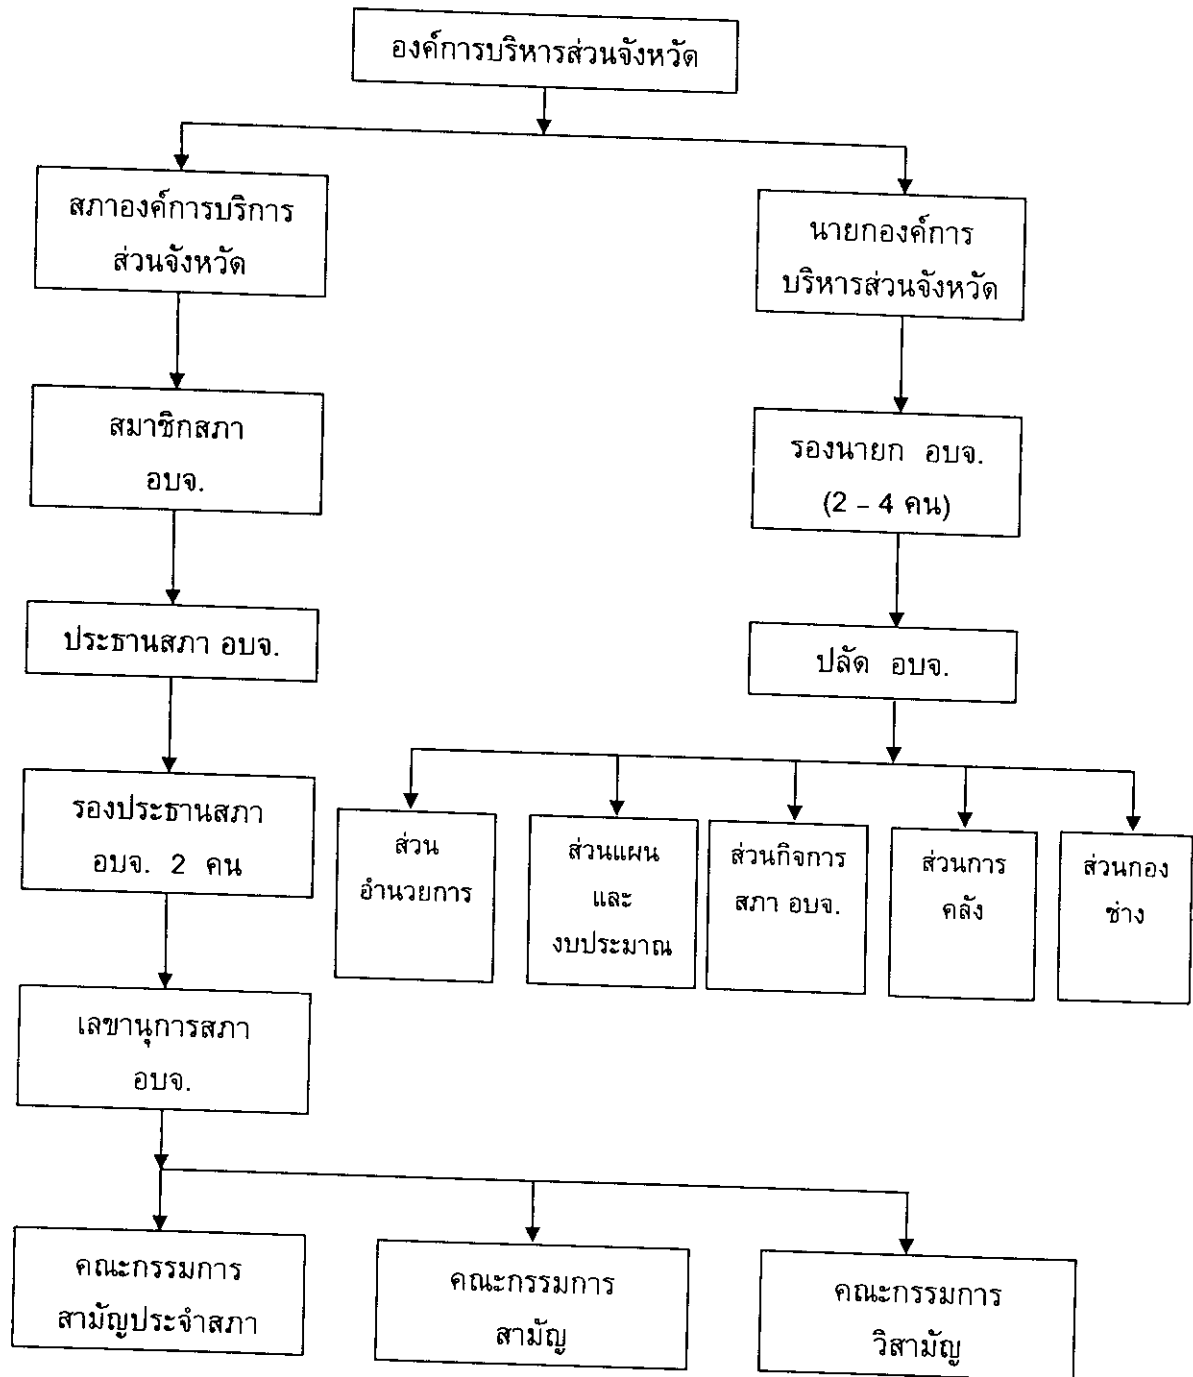 องค์การบริหารส่วนจังหวัด
สภาองค์การบริการ
ส่วนจังหวัด
นายกองค์การ
บริหารส่วนจังหวัด
สมาชิกสภา
อบจ.
รองนายก อบจ.
(2 – 4 คน)
ประธานสภา อบจ.
ปลัด อบจ.
รองประธานสภา
อบจ. 2 คน
ส่วน
อำนวยการ
ส่วนแผน
และ
งบประมาณ
ส่วนกิจการ
สภา อบจ.
ส่วนการ
คลัง
ส่วนกอง
ช่าง
เลขานุการสภา
อบจ.
คณะกรรมการ
สามัญประจำสภา
คณะกรรมการ
สามัญ
คณะกรรมการ
วิสามัญ